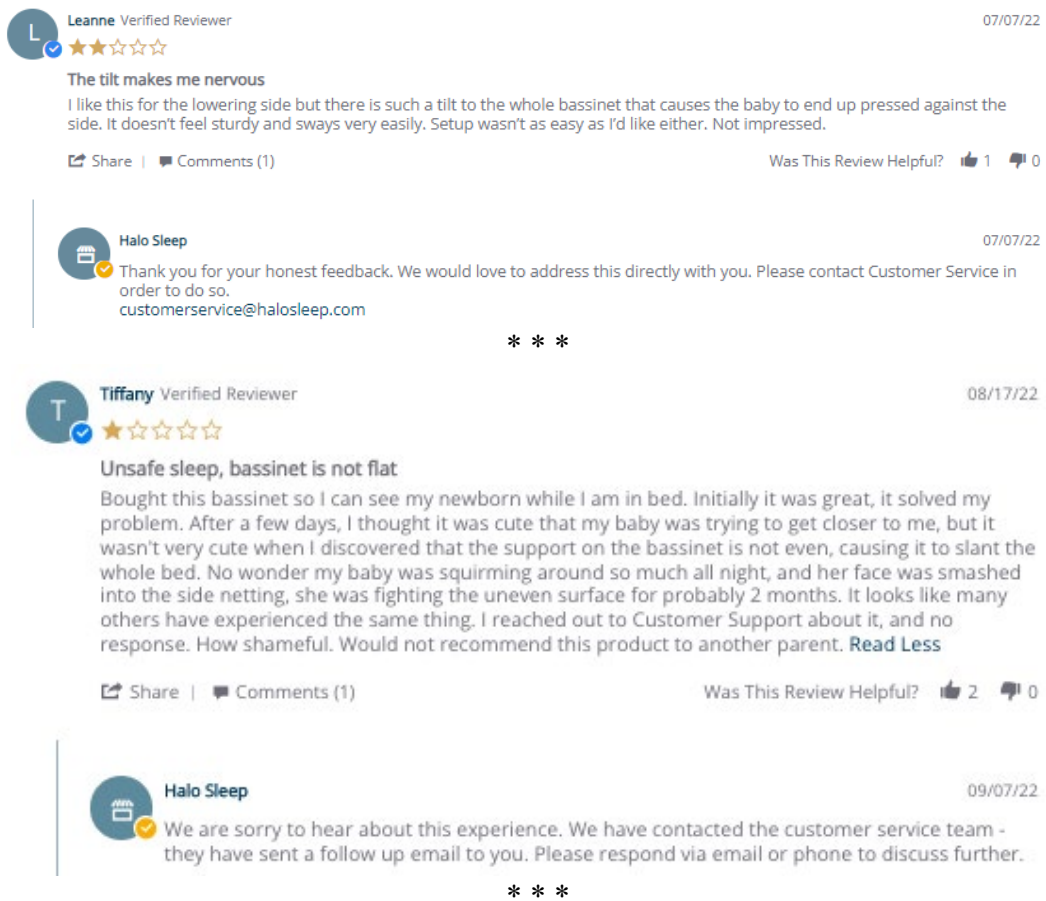 L
Leanne Verified Reviewer 07/07/22
The tilt makes me nervous
I like this for the lowering side but there is such a tilt to the whole bassinet that causes the baby to end up pressed against the
side. It doesn't feel sturdy and sways very easily. Setup wasn't as easy as I'd like either. Not impressed.
Share | Comments (1) Was This Review Helpful? 1 0
Halo Sleep 07/07/22
Thank you for your honest feedback. We would love to address this directly with you. Please contact Customer Service in
order to do so.
customerservice@halosleep.com
* * *
T
Tiffany Verified Reviewer 08/17/22
Unsafe sleep, bassinet is not flat
Bought this bassinet so I can see my newborn while I am in bed. Initially it was great, it solved my
problem. After a few days, I thought it was cute that my baby was trying to get closer to me, but it
wasn't very cute when I discovered that the support on the bassinet is not even, causing it to slant the
whole bed. No wonder my baby was squirming around so much all night, and her face was smashed
into the side netting, she was fighting the uneven surface for probably 2 months. It looks like many
others have experienced the same thing. I reached out to Customer Support about it, and no
response. How shameful. Would not recommend this product to another parent. Read Less
Share | Comments (1) Was This Review Helpful? 2 0
Halo Sleep 09/07/22
We are sorry to hear about this experience. We have contacted the customer service team -
they have sent a follow up email to you. Please respond via email or phone to discuss further.
* * *